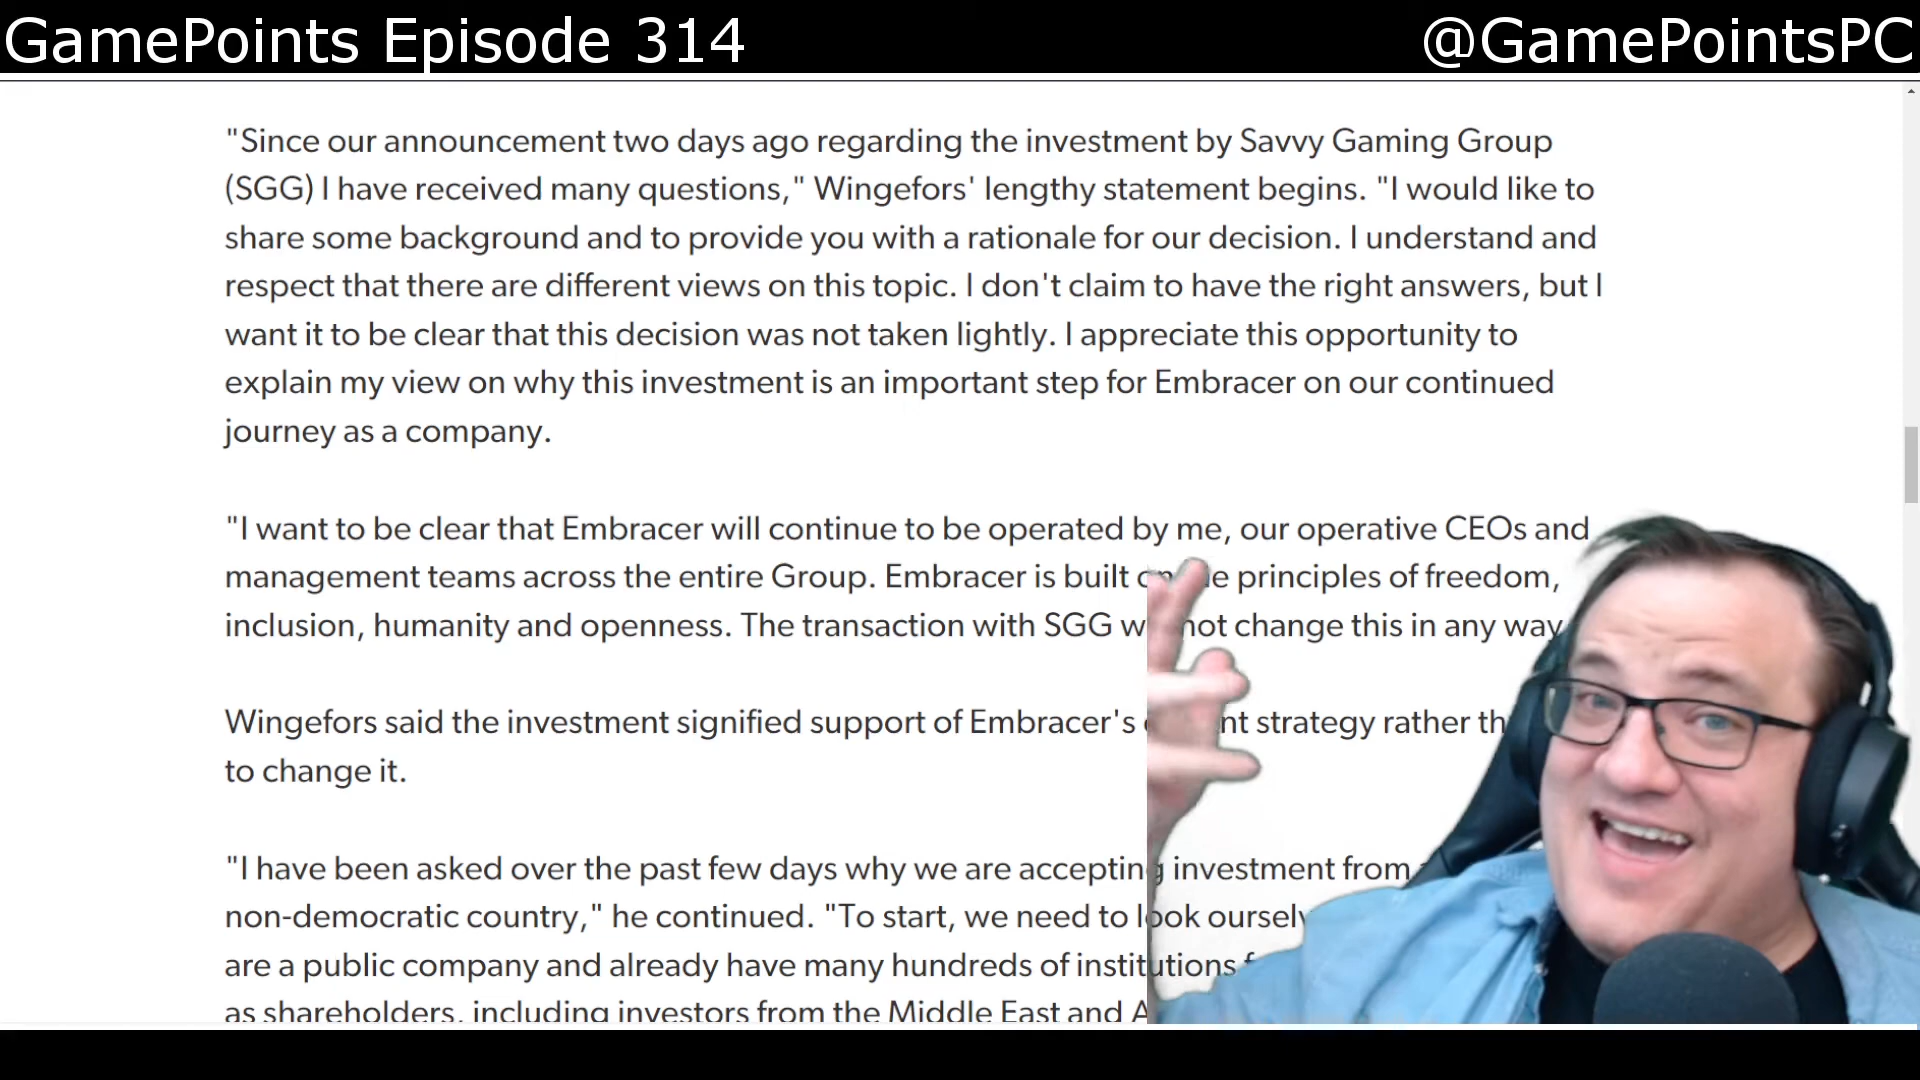 GamePoints Episode 314
@GamePointsPC
"Since our announcement two days ago regarding the investment by Savvy Gaming Group
(SGG) I have received many questions," Wingefors' lengthy statement begins. "I would like to
share some background and to provide you with a rationale for our decision. I understand and
respect that there are different views on this topic. I don't claim to have the right answers, but I
want it to be clear that this decision was not taken lightly. I appreciate this opportunity to
explain my view on why this investment is an important step for Embracer on our continued
journey as a company.
"I want to be clear that Embracer will continue to be operated by me, our operative CEOs and
management teams across the entire Group. Embracer is built principles of freedom,
inclusion, humanity and openness. The transaction with SGG not change this in any way
Wingefors said the investment signified support of Embracer's strategy rather
to change it.
"I have been asked over the past few days why we are accepting investment from
non-democratic country," he continued. "To start, we need to look
are a public company and already have many hundreds of institutions
as shareholders, including investors from the Middle East and